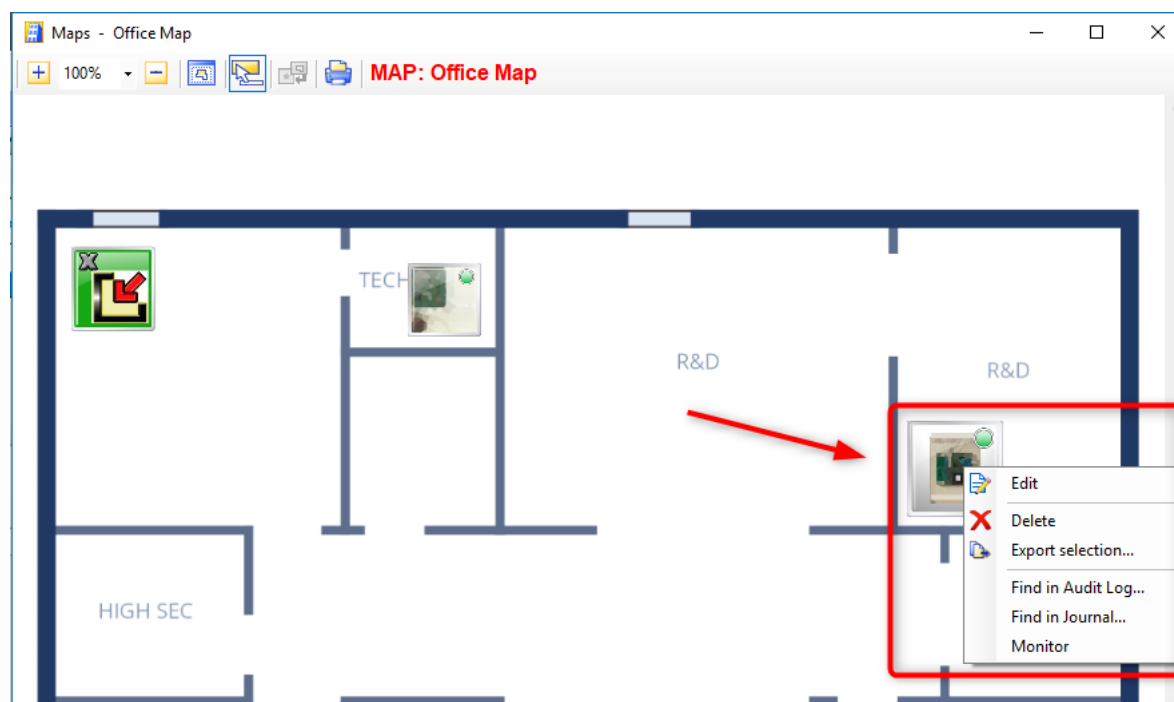 Maps - Office Map
100%
MAP: Office Map
TECH
R&D
R&D
Edit
Delete
Export selection...
Find in Audit Log...
Find in Journal...
Monitor
HIGH SEC